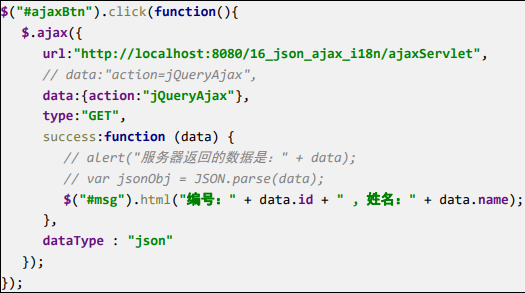 $("#ajaxBtn").click(function(){
$.ajax({
url:"http://localhost:8080/16_json_ajax_i18n/ajaxServlet",
// data:"action=jQueryAjax",
data:{action:"jQueryAjax"},
type:"GET",
success:function (data) {
// alert("服务器返回的数据是：" + data);
// var jsonObj = JSON.parse(data);
$("#msg").html("编号：" + data.id + " , 姓名：" + data.name);
},
dataType : "json"
});
});